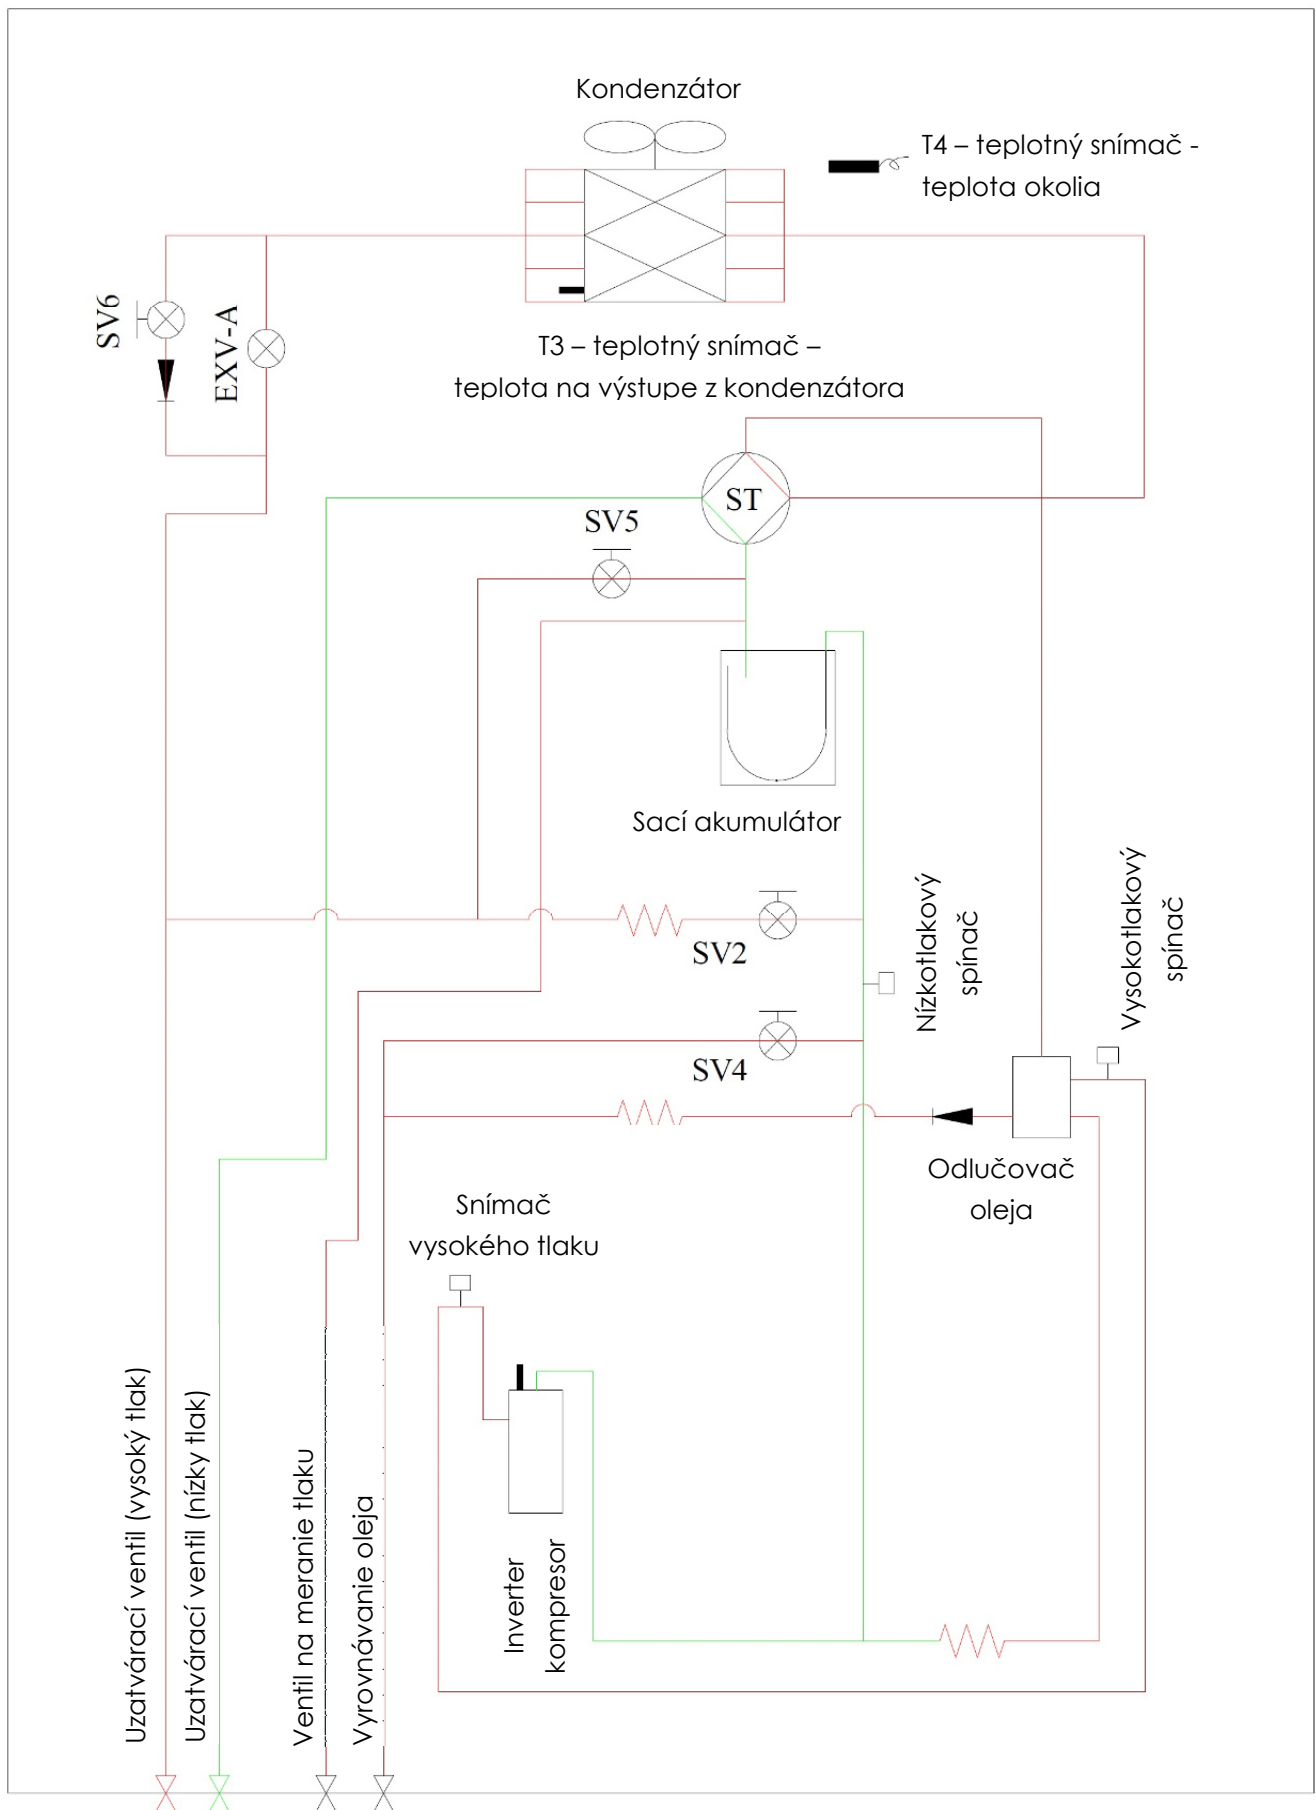 Kondenzátor
T4 – teplotný snímač -
teplota okolia
SV6
EXV-A
T3 – teplotný snímač –
teplota na výstupe z kondenzátora
ST
SV5
Sací akumulátor
SV2
Nízkotlakový
spínač
Vysokotlakový
spínač
SV4
Odlučovač
oleja
Snímač
vysokého tlaku
Uzatvárací ventil (vysoký tlak)
Uzatvárací ventil (nízky tlak)
Ventil na meranie tlaku
Vyrovnávanie oleja
Inverter
kompresor